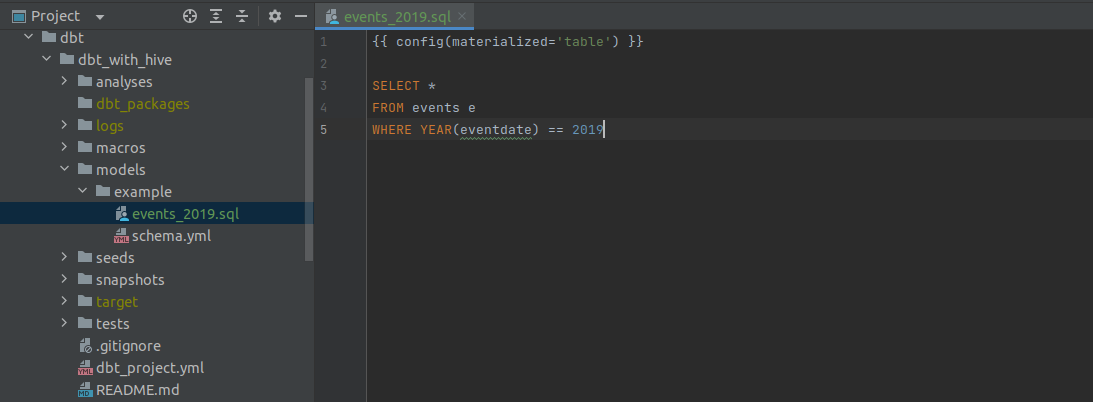 Project
dbt
dbt_with_hive
analyses
dbt_packages
logs
macros
models
example
events_2019.sql
schema.yml
seeds
snapshots
target
tests
.gitignore
dbt_project.yml
README.md
events_2019.sql
1 {{ config(materialized='table') }}
2
3 SELECT *
4 FROM events e
5 WHERE YEAR(eventdate) == 2019